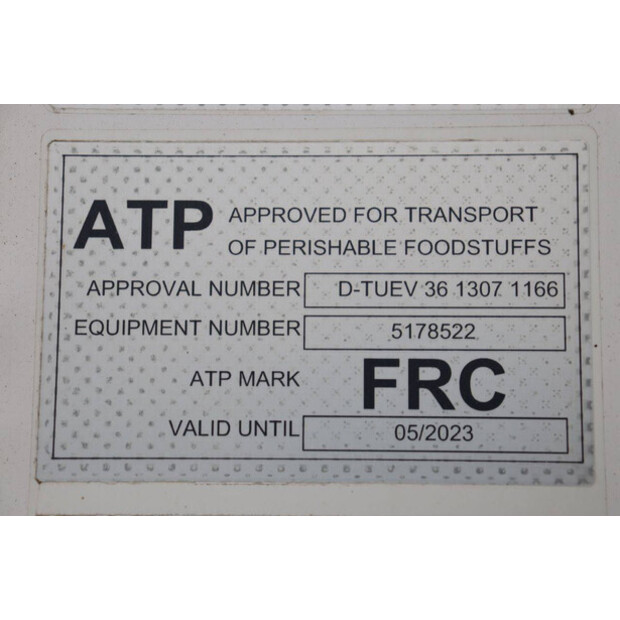 ATP APPROVED FOR TRANSPORT
OF PERISHABLE FOODSTUFFS
APPROVAL NUMBER D-TUEV 36 1307 1166
EQUIPMENT NUMBER 5178522
ATP MARK FRC
VALID UNTIL 05/2023